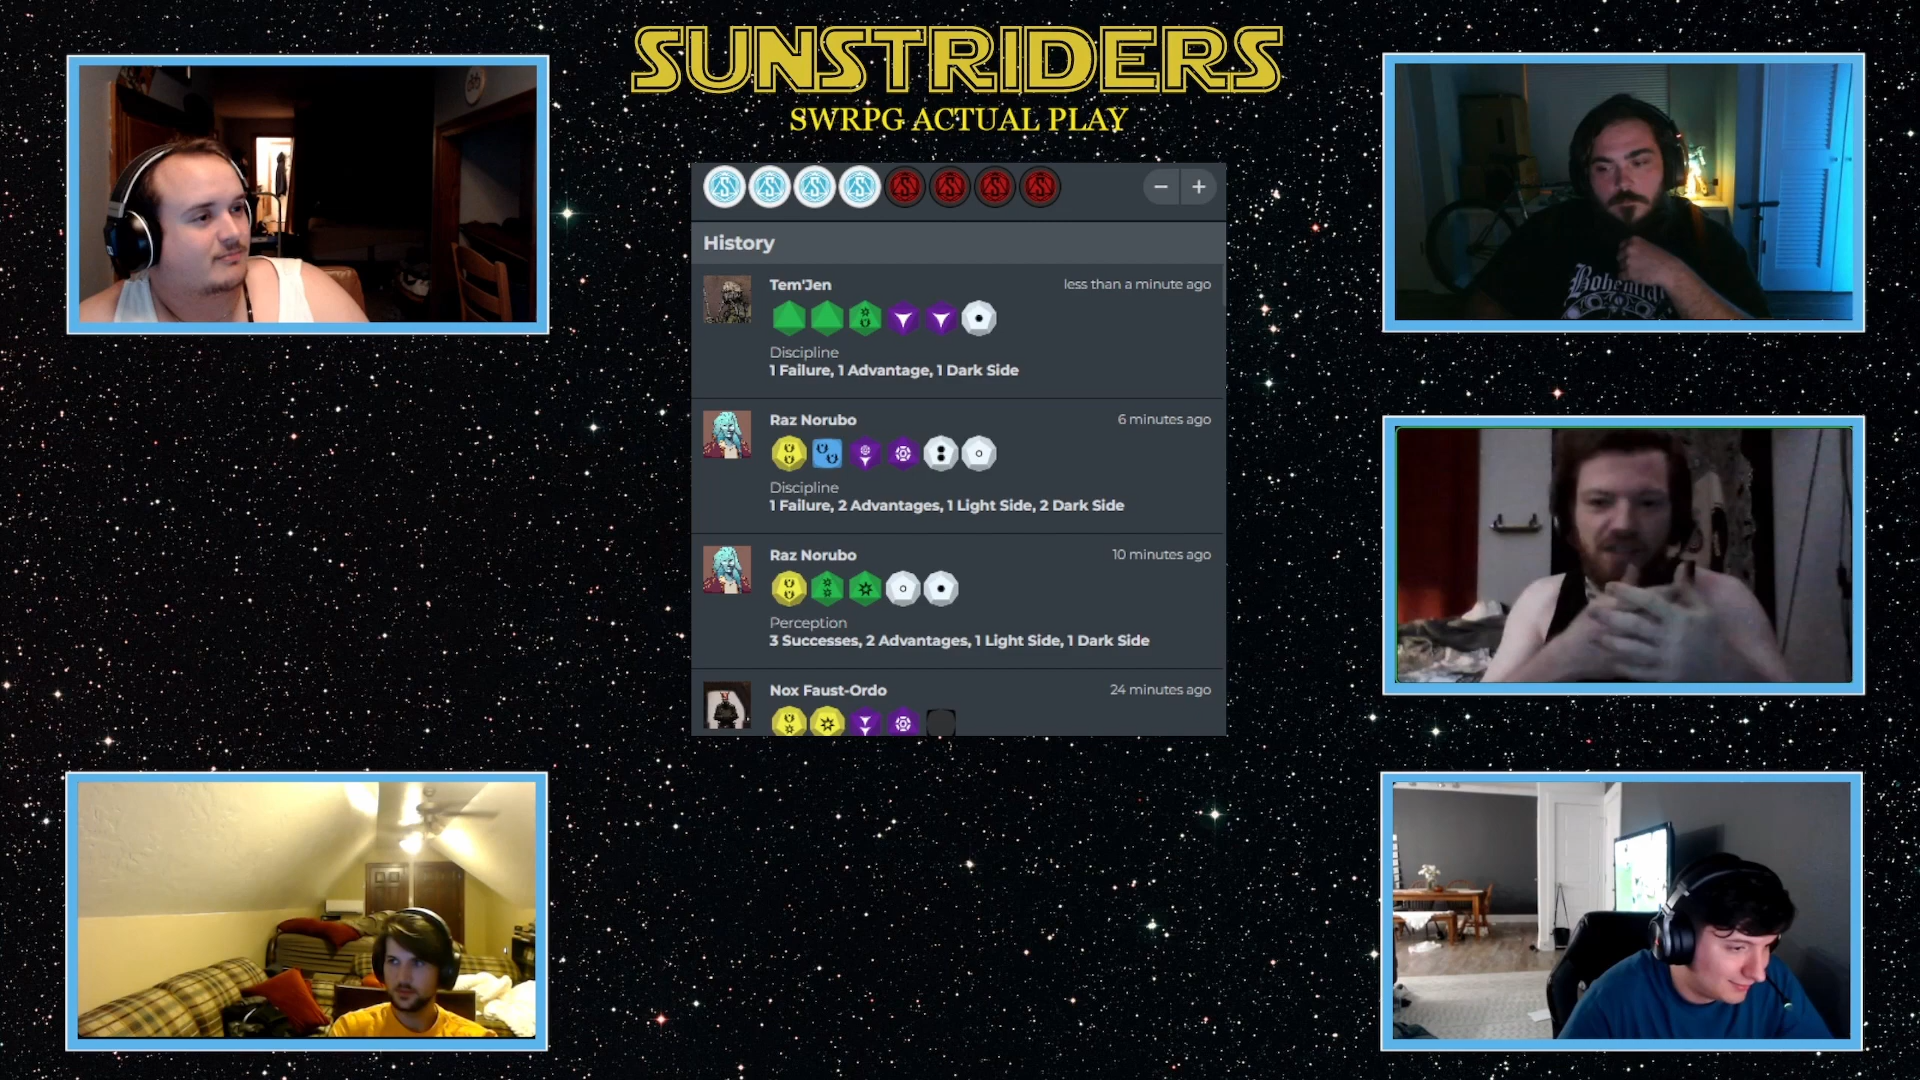 SUNSTRIDERS
SWRPG ACTUAL PLAY
History
Tem'Jen
less than a minute ago
Discipline
1 Failure, 1 Advantage, 1 Dark Side
Raz Norubo
6 minutes ago
Discipline
1 Failure, 2 Advantages, 1 Light Side, 2 Dark Side
Raz Norubo
10 minutes ago
Perception
3 Successes, 2 Advantages, 1 Light Side, 1 Dark Side
Nox Faust-Ordo
24 minutes ago